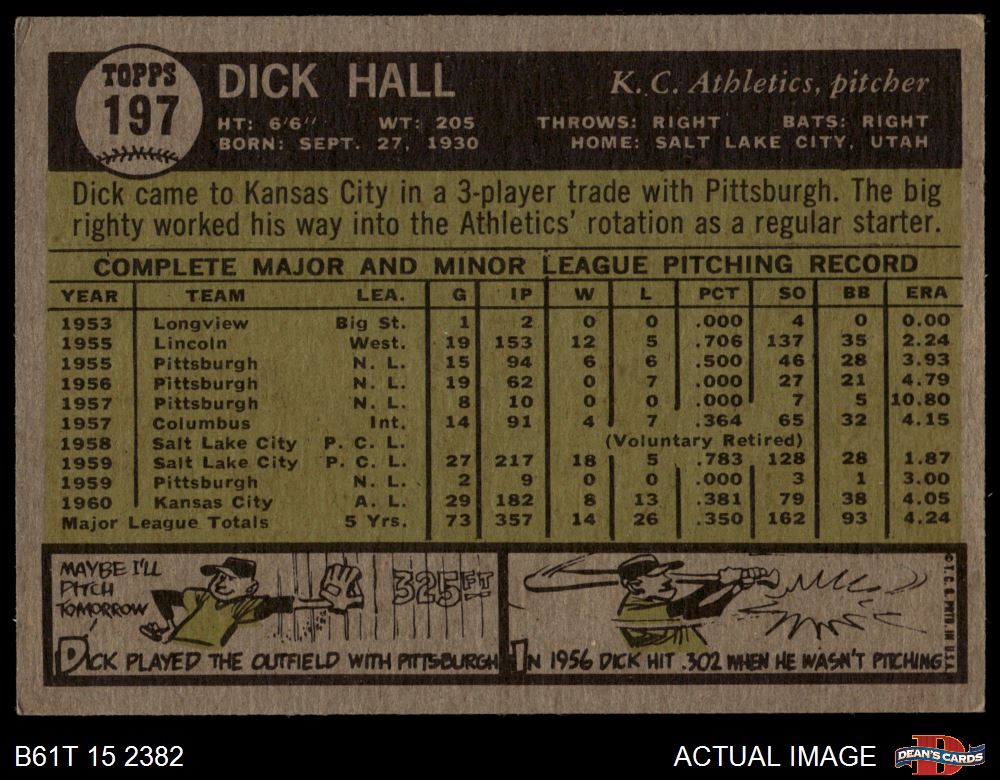 TOPPS
197
DICK HALL
K. C. Athletics, pitcher
HT: 6'6" WT: 205 THROWS: RIGHT BATS: RIGHT
BORN: SEPT. 27, 1930 HOME: SALT LAKE CITY, UTAH
Dick came to Kansas City in a 3-player trade with Pittsburgh. The big
righty worked his way into the Athletics' rotation as a regular starter.
COMPLETE MAJOR AND MINOR LEAGUE PITCHING RECORD
YEAR TEAM LEA. G IP W L PCT SO BB ERA
1953 Longview Big St. 1 2 0 0 .000 4 0 0.00
1955 Lincoln West. 19 153 12 5 .706 137 35 2.24
1955 Pittsburgh N. L. 15 94 6 6 .500 46 28 3.93
1956 Pittsburgh N. L. 19 62 0 7 .000 27 21 4.79
1957 Pittsburgh N. L. 8 10 0 0 .000 7 5 10.80
1957 Columbus Int. 14 91 4 7 .364 65 32 4.15
1958 Salt Lake City P. C. L. (Voluntary Retired)
1959 Salt Lake City P. C. L. 27 217 18 5 .783 128 28 1.87
1959 Pittsburgh N. L. 2 9 0 0 .000 3 1 3.00
1960 Kansas City A. L. 29 182 8 13 .381 79 38 4.05
Major League Totals 5 Yrs. 73 357 14 26 .350 162 93 4.24
MAYBE I'LL
PITCH
TOMORROW
325 FT
DICK PLAYED THE OUTFIELD WITH PITTSBURGH
IN 1956 DICK HIT .302 WHEN HE WASN'T PITCHING
© T. C. G. PRTD IN U.S.A.
B61T 15 2382
ACTUAL IMAGE
DEAN'S CARDS